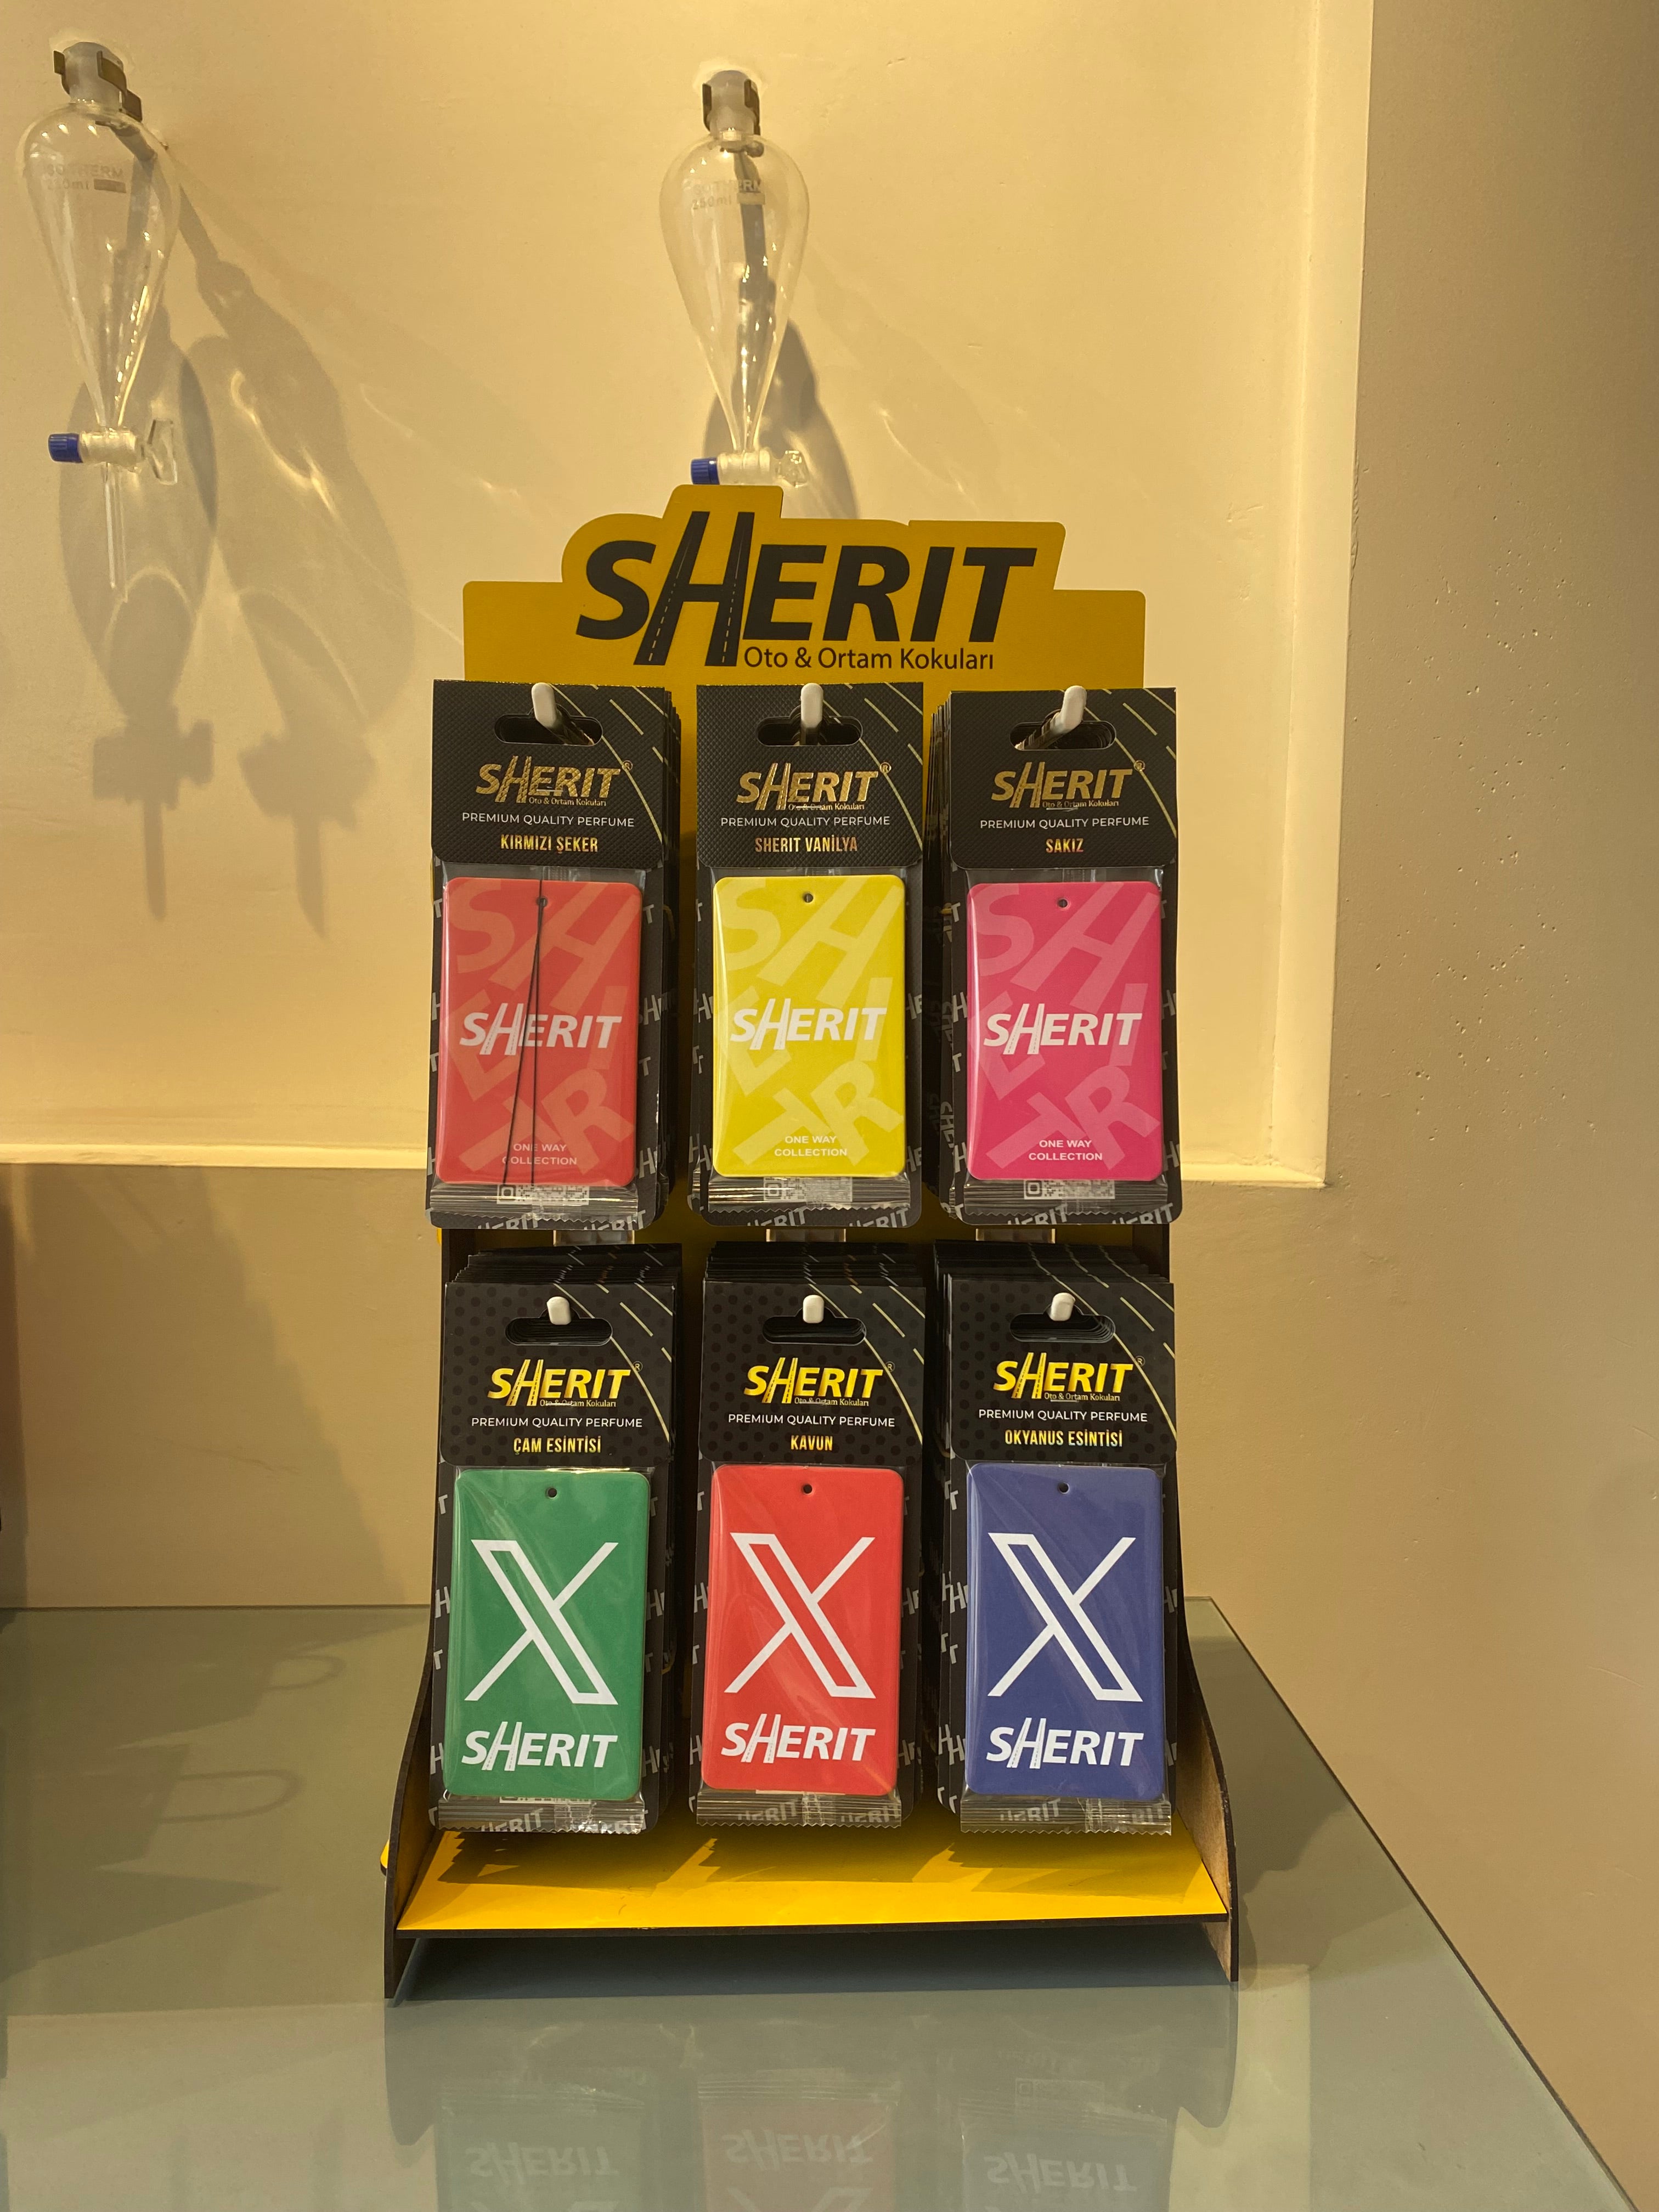 SHERIT
Oto & Ortam Kokuları
SHERIT®
Oto & Ortam Kokuları
PREMIUM QUALITY PERFUME
KIRMIZI ŞEKER
SHERIT
ONE WAY
COLLECTION
SHERIT®
Oto & Ortam Kokuları
PREMIUM QUALITY PERFUME
SHERIT VANİLYA
SHERIT
ONE WAY
COLLECTION
SHERIT®
Oto & Ortam Kokuları
PREMIUM QUALITY PERFUME
SAKIZ
SHERIT
ONE WAY
COLLECTION
SHERIT®
Oto & Ortam Kokuları
PREMIUM QUALITY PERFUME
ÇAM ESİNTİSİ
X
SHERIT
SHERIT®
Oto & Ortam Kokuları
PREMIUM QUALITY PERFUME
KAVUN
X
SHERIT
SHERIT®
Oto & Ortam Kokuları
PREMIUM QUALITY PERFUME
OKYANUS ESİNTİSİ
X
SHERIT